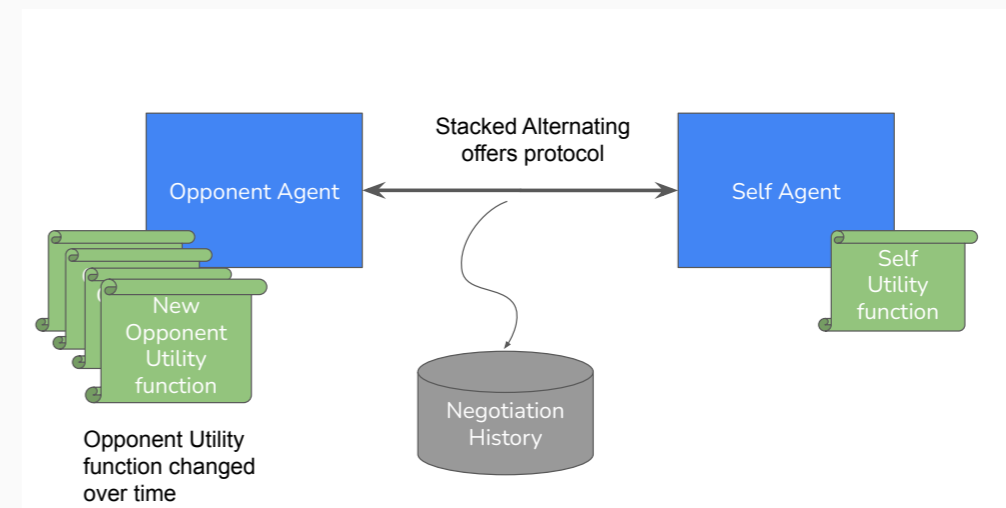 Stacked Alternating
offers protocol
Opponent Agent
Self Agent
Self
Utility
function
New
Opponent
Utility
function
Negotiation
History
Opponent Utility
function changed
over time